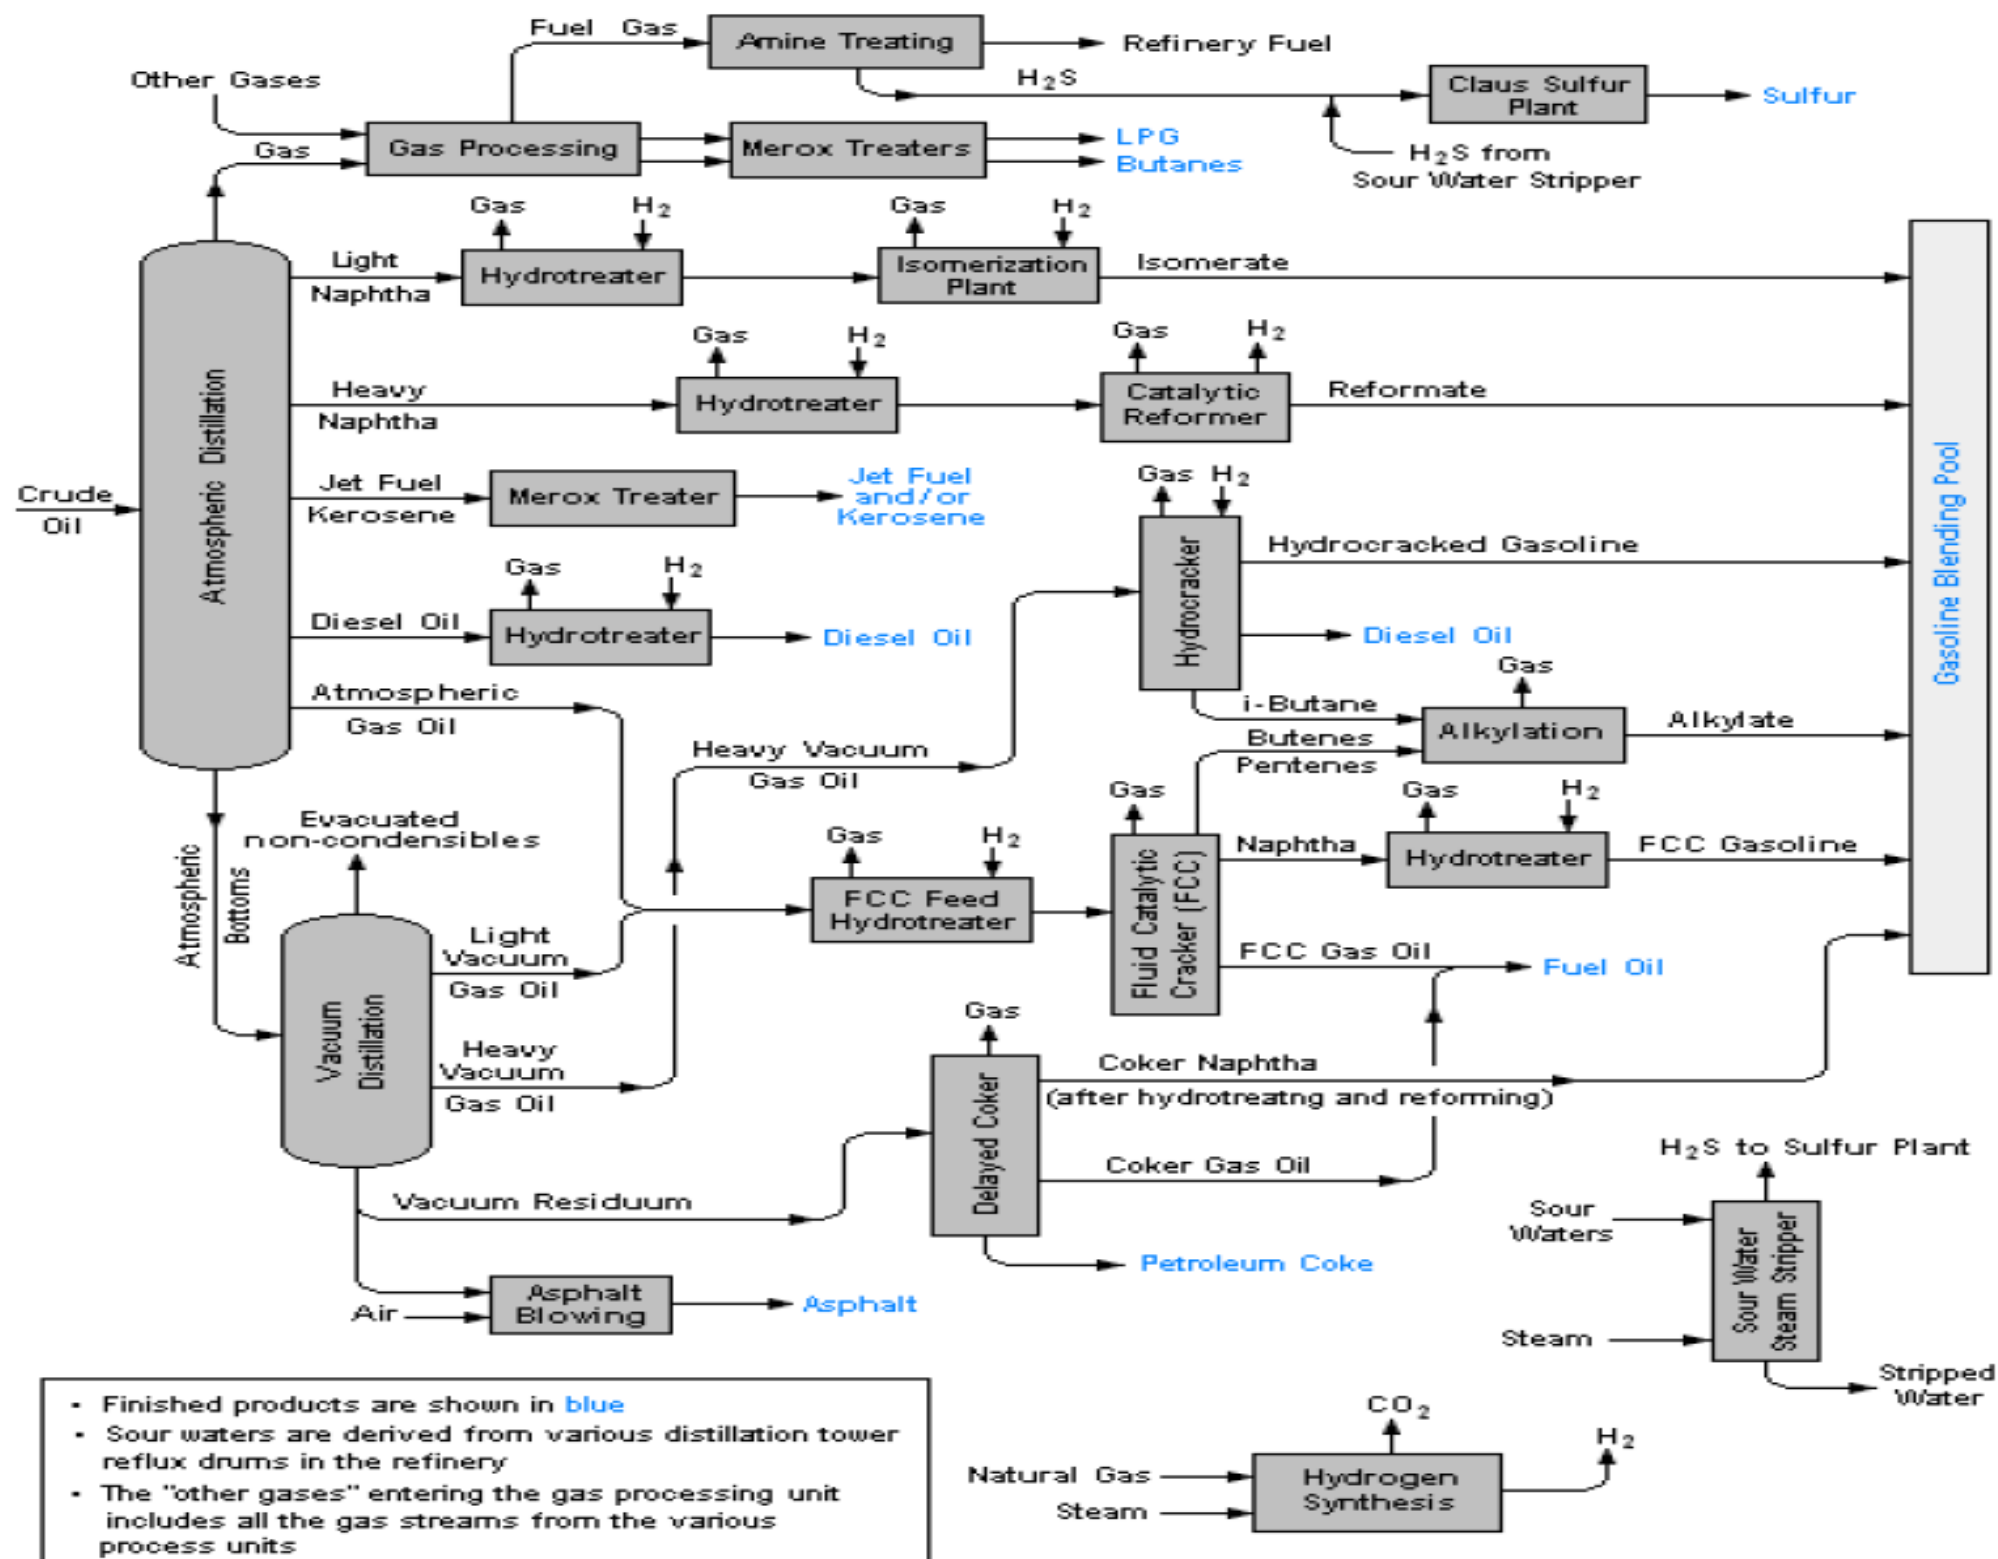 Fuel Gas
Amine Treating
Refinery Fuel
Other Gases
H2S
Claus Sulfur
Plant
Sulfur
Gas
Gas Processing
Merox Treaters
LPG
Butanes
H2S from
Sour Water Stripper
Gas
H2
Gas
H2
Light
Naphtha
Hydrotreater
Isomerization
Plant
Isomerate
Gas
H2
Gas
H2
Heavy
Naphtha
Hydrotreater
Catalytic
Reformer
Reformate
Crude
Oil
Atmospheric Distillation
Jet Fuel
Kerosene
Merox Treater
Jet Fuel
and/or
Kerosene
Gas
H2
Hydrocracker
Hydrocracked Gasoline
Gasoline Blending Pool
Gas
H2
Diesel Oil
Hydrotreater
Diesel Oil
Diesel Oil
Gas
Atmospheric
Gas Oil
i-Butane
Butenes
Pentenes
Alkylation
Alkylate
Heavy Vacuum
Gas Oil
Evacuated
non-condensibles
Gas
H2
Gas
Gas
H2
Atmospheric
Bottoms
FCC Feed
Hydrotreater
Fluid Catalytic
Cracker (FCC)
Naphtha
Hydrotreater
FCC Gasoline
Light
Vacuum
Gas Oil
FCC Gas Oil
Fuel Oil
Vacuum
Distillation
Heavy
Vacuum
Gas Oil
Gas
Delayed Coker
Coker Naphtha
(after hydrotreatng and reforming)
Coker Gas Oil
Vacuum Residuum
Petroleum Coke
Air
Asphalt
Blowing
Asphalt
H2S to Sulfur Plant
Sour
Waters
Sour Water
Steam Stripper
Steam
Stripped
Water
CO2
H2
Natural Gas
Steam
Hydrogen
Synthesis
• Finished products are shown in blue
• Sour waters are derived from various distillation tower
reflux drums in the refinery
• The "other gases" entering the gas processing unit
includes all the gas streams from the various
process units